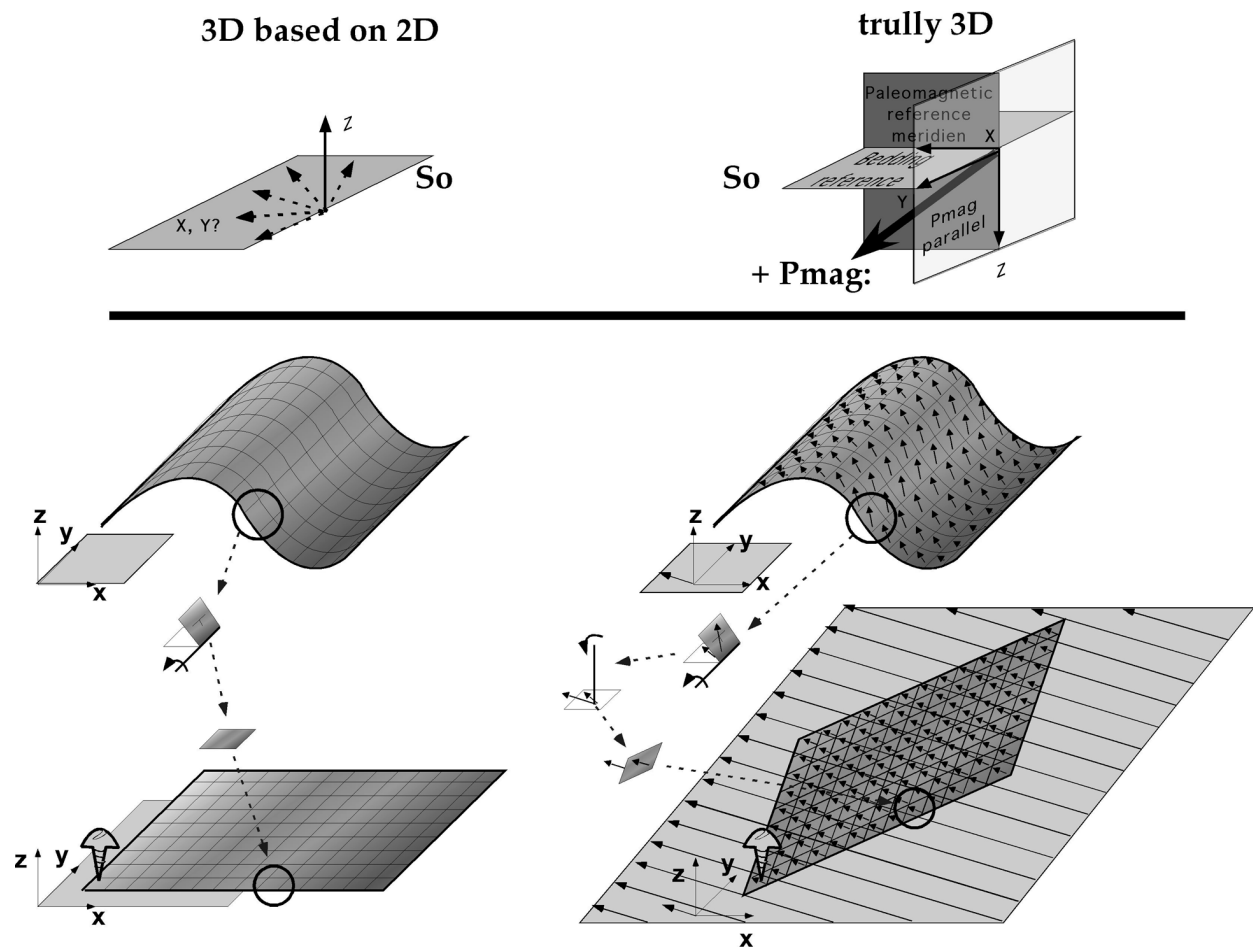 3D based on 2D
Z
So
X, Y?
trully 3D
Paleomagnetic
reference
meridien
X
Bedding
reference
So
Y
Pmag
parallel
Z
+ Pmag:
z
y
x
z
y
x
z
y
x
z
y
x